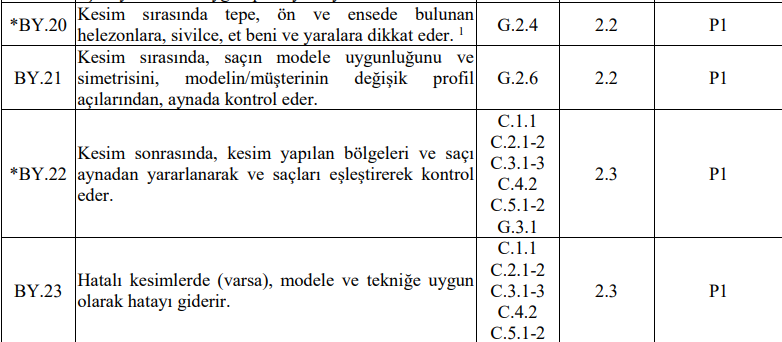 *BY.20 Kesim sırasında tepe, ön ve ensede bulunan helezonlara, sivilce, et beni ve yaralara dikkat eder. 1 G.2.4 2.2 P1
BY.21 Kesim sırasında, saçın modele uygunluğunu ve simetrisini, modelin/müşterinin değişik profil açılarından, aynada kontrol eder. G.2.6 2.2 P1
*BY.22 Kesim sonrasında, kesim yapılan bölgeleri ve saçı aynadan yararlanarak ve saçları eşleştirerek kontrol eder. C.1.1 C.2.1-2 C.3.1-3 C.4.2 C.5.1-2 G.3.1 2.3 P1
BY.23 Hatalı kesimlerde (varsa), modele ve tekniğe uygun olarak hatayı giderir. C.1.1 C.2.1-2 C.3.1-3 C.4.2 C.5.1-2 2.3 P1